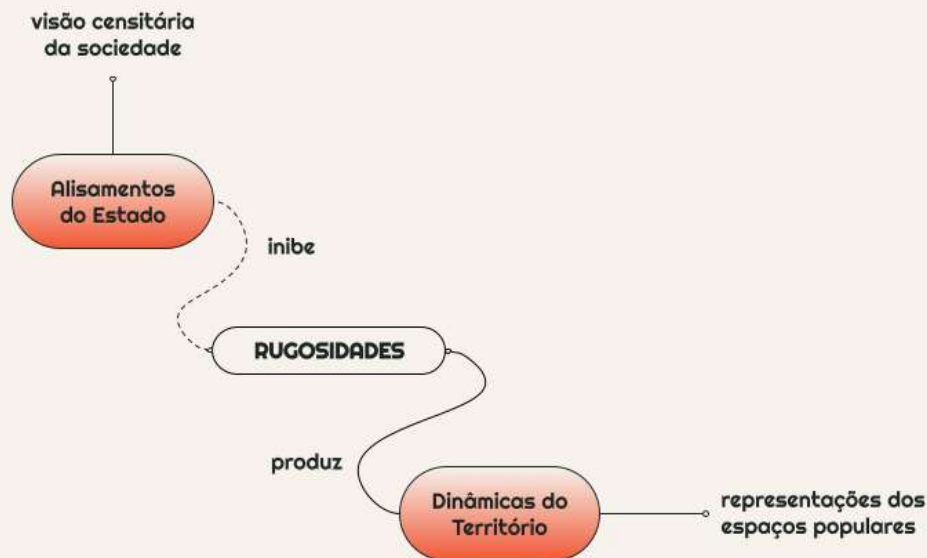 visão censitária
da sociedade
Alisamentos
do Estado
inibe
RUGOSIDADES
produz
Dinâmicas do
Território
representações dos
espaços populares